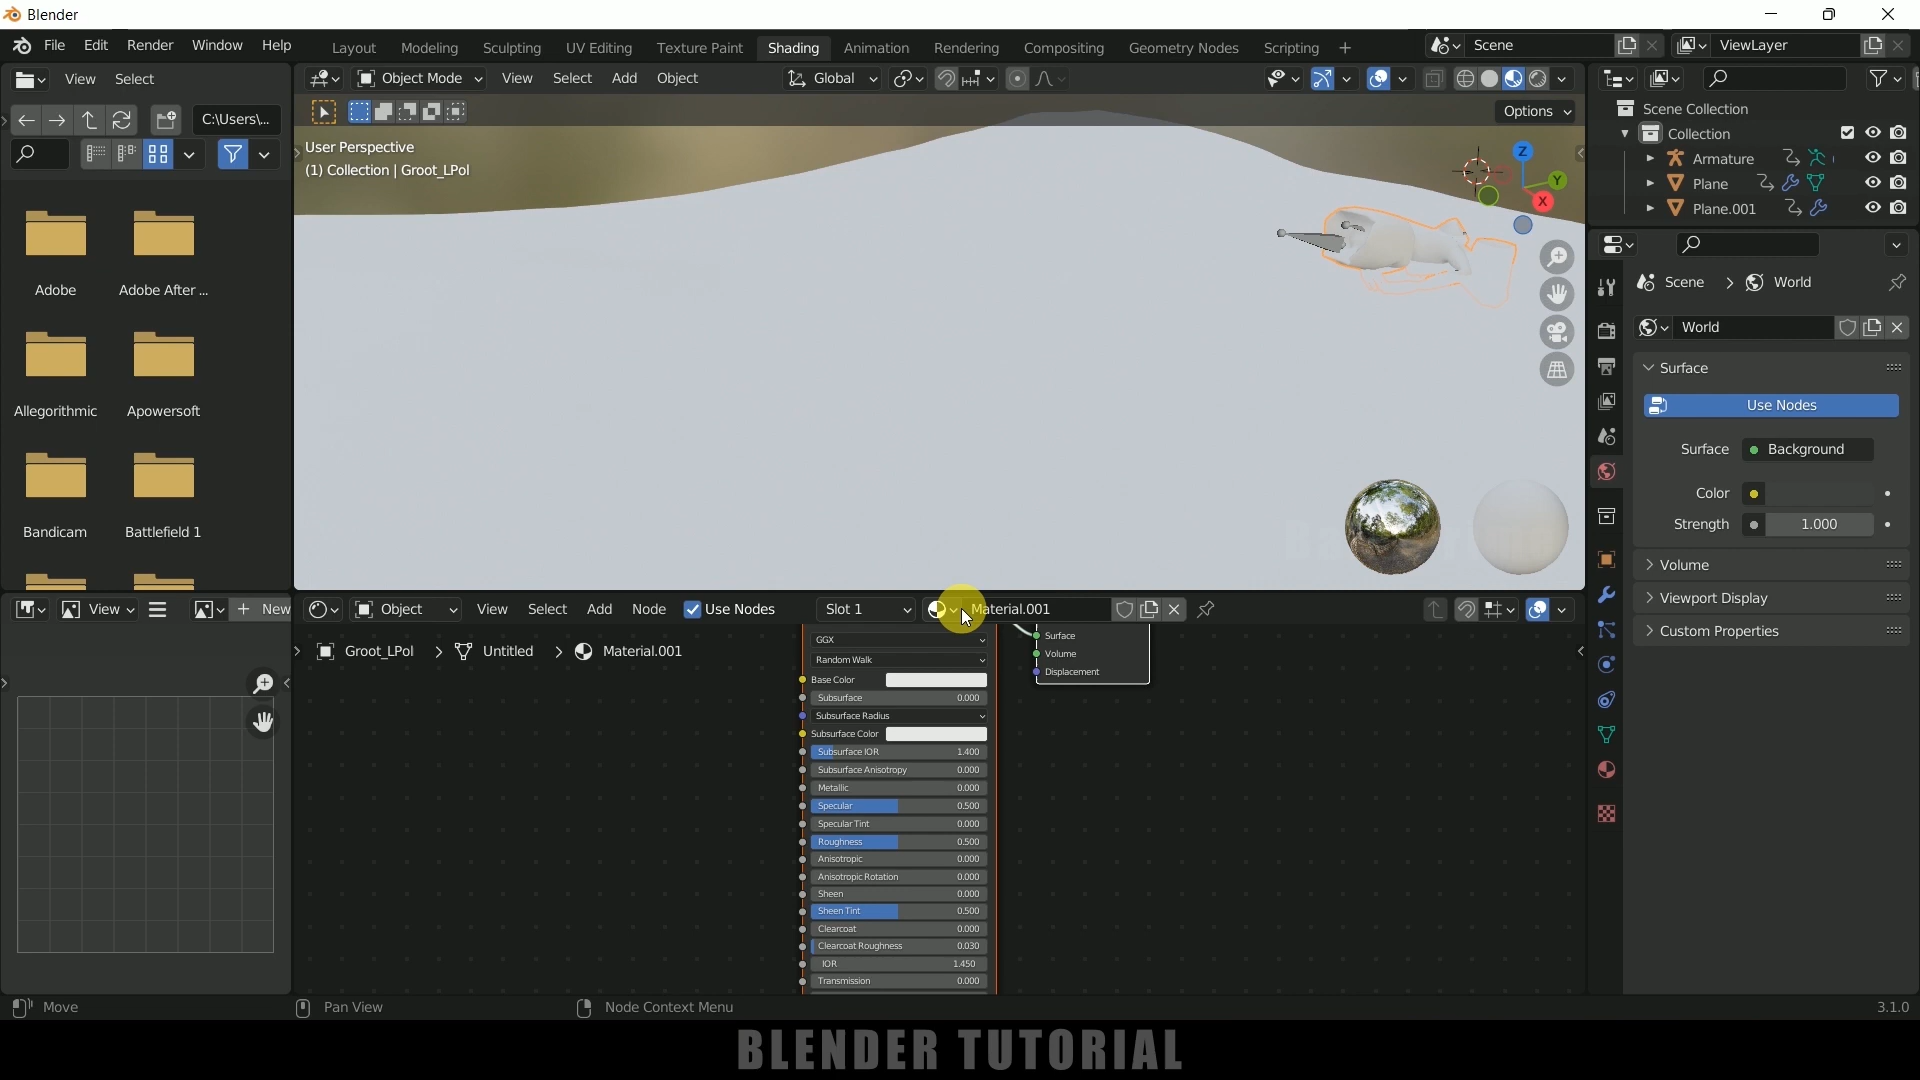 Blender
File Edit Render Window Help
Layout Modeling Sculpting UV Editing Texture Paint Shading Animation Rendering Compositing Geometry Nodes Scripting +
Scene
ViewLayer
View Select
Object Mode View Select Add Object
Global
Options
C:\Users\...
User Perspective
(1) Collection | Groot_LPol
Z
Y
X
Scene Collection
Collection
Armature
Plane
Plane.001
Scene > World
World
Surface
Use Nodes
Surface Background
Color
Strength 1.000
Volume
Viewport Display
Custom Properties
Adobe
Adobe After ...
Allegorithmic
Apowersoft
Bandicam
Battlefield 1
View
+ New
Object View Select Add Node Use Nodes Slot 1 Material.001
Groot_LPol > Untitled > Material.001
GGX
Random Walk
Base Color
Subsurface 0.000
Subsurface Radius
Subsurface Color
Subsurface IOR 1.400
Subsurface Anisotropy 0.000
Metallic 0.000
Specular 0.500
Specular Tint 0.000
Roughness 0.500
Anisotropic 0.000
Anisotropic Rotation 0.000
Sheen 0.000
Sheen Tint 0.500
Clearcoat 0.000
Clearcoat Roughness 0.030
IOR 1.450
Transmission 0.000
Surface
Volume
Displacement
Move
Pan View
Node Context Menu
3.1.0
BLENDER TUTORIAL